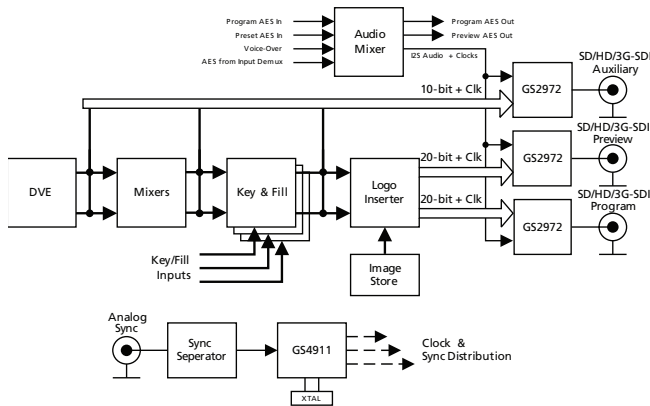 Program AES In
Preset AES In
Voice-Over
AES from Input Demux
Audio
Mixer
Program AES Out
Preview AES Out
I2S Audio + Clocks
SD/HD/3G-SDI
Auxiliary
10-bit + Clk
GS2972
SD/HD/3G-SDI
Preview
20-bit + Clk
GS2972
SD/HD/3G-SDI
Program
20-bit + Clk
GS2972
DVE
Mixers
Key & Fill
Logo
Inserter
Key/Fill
Inputs
Image
Store
Analog
Sync
Sync
Seperator
GS4911
XTAL
Clock &
Sync Distribution